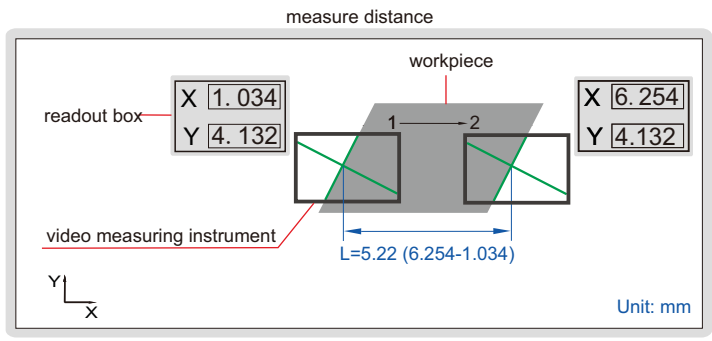 measure distance
workpiece
readout box
X 1. 034
Y 4. 132
1
2
X 6. 254
Y 4.132
video measuring instrument
L=5.22 (6.254-1.034)
Y
X
Unit: mm